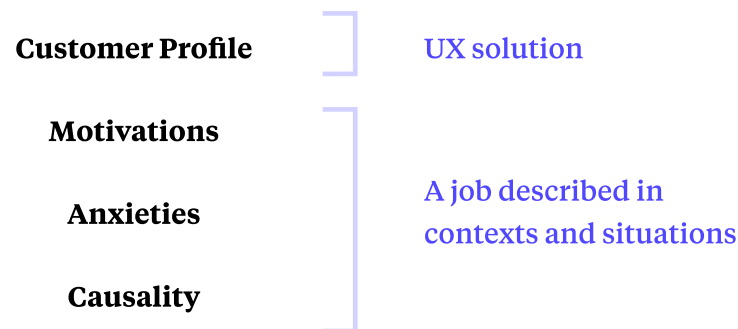 Customer Profile
UX solution
Motivations
Anxieties
A job described in
contexts and situations
Causality